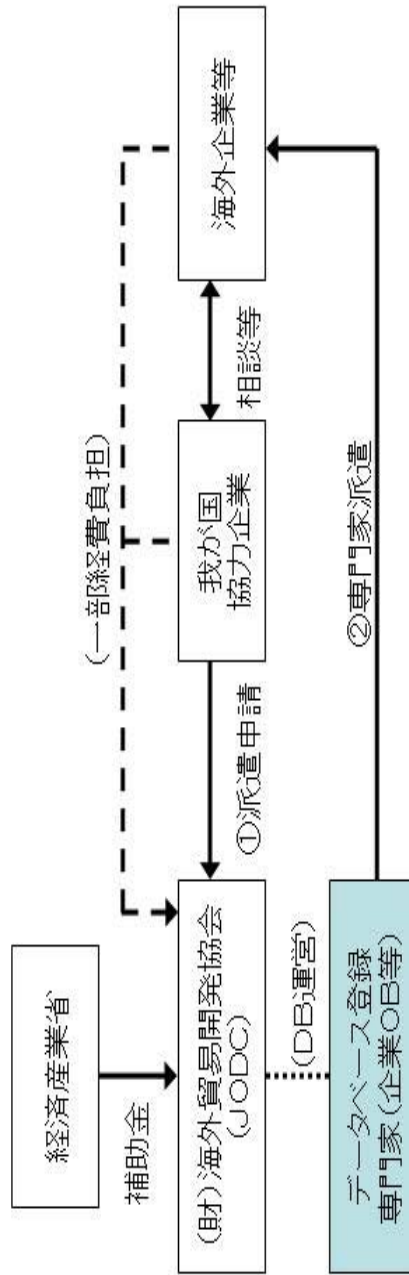 経済産業省
補助金
(一部経費負担)
(財)海外貿易開発協会
(JODC)
①派遣申請
我が国
協力企業
相談等
海外企業等
(DB運営)
データベース登録
専門家(企業OB等)
②専門家派遣